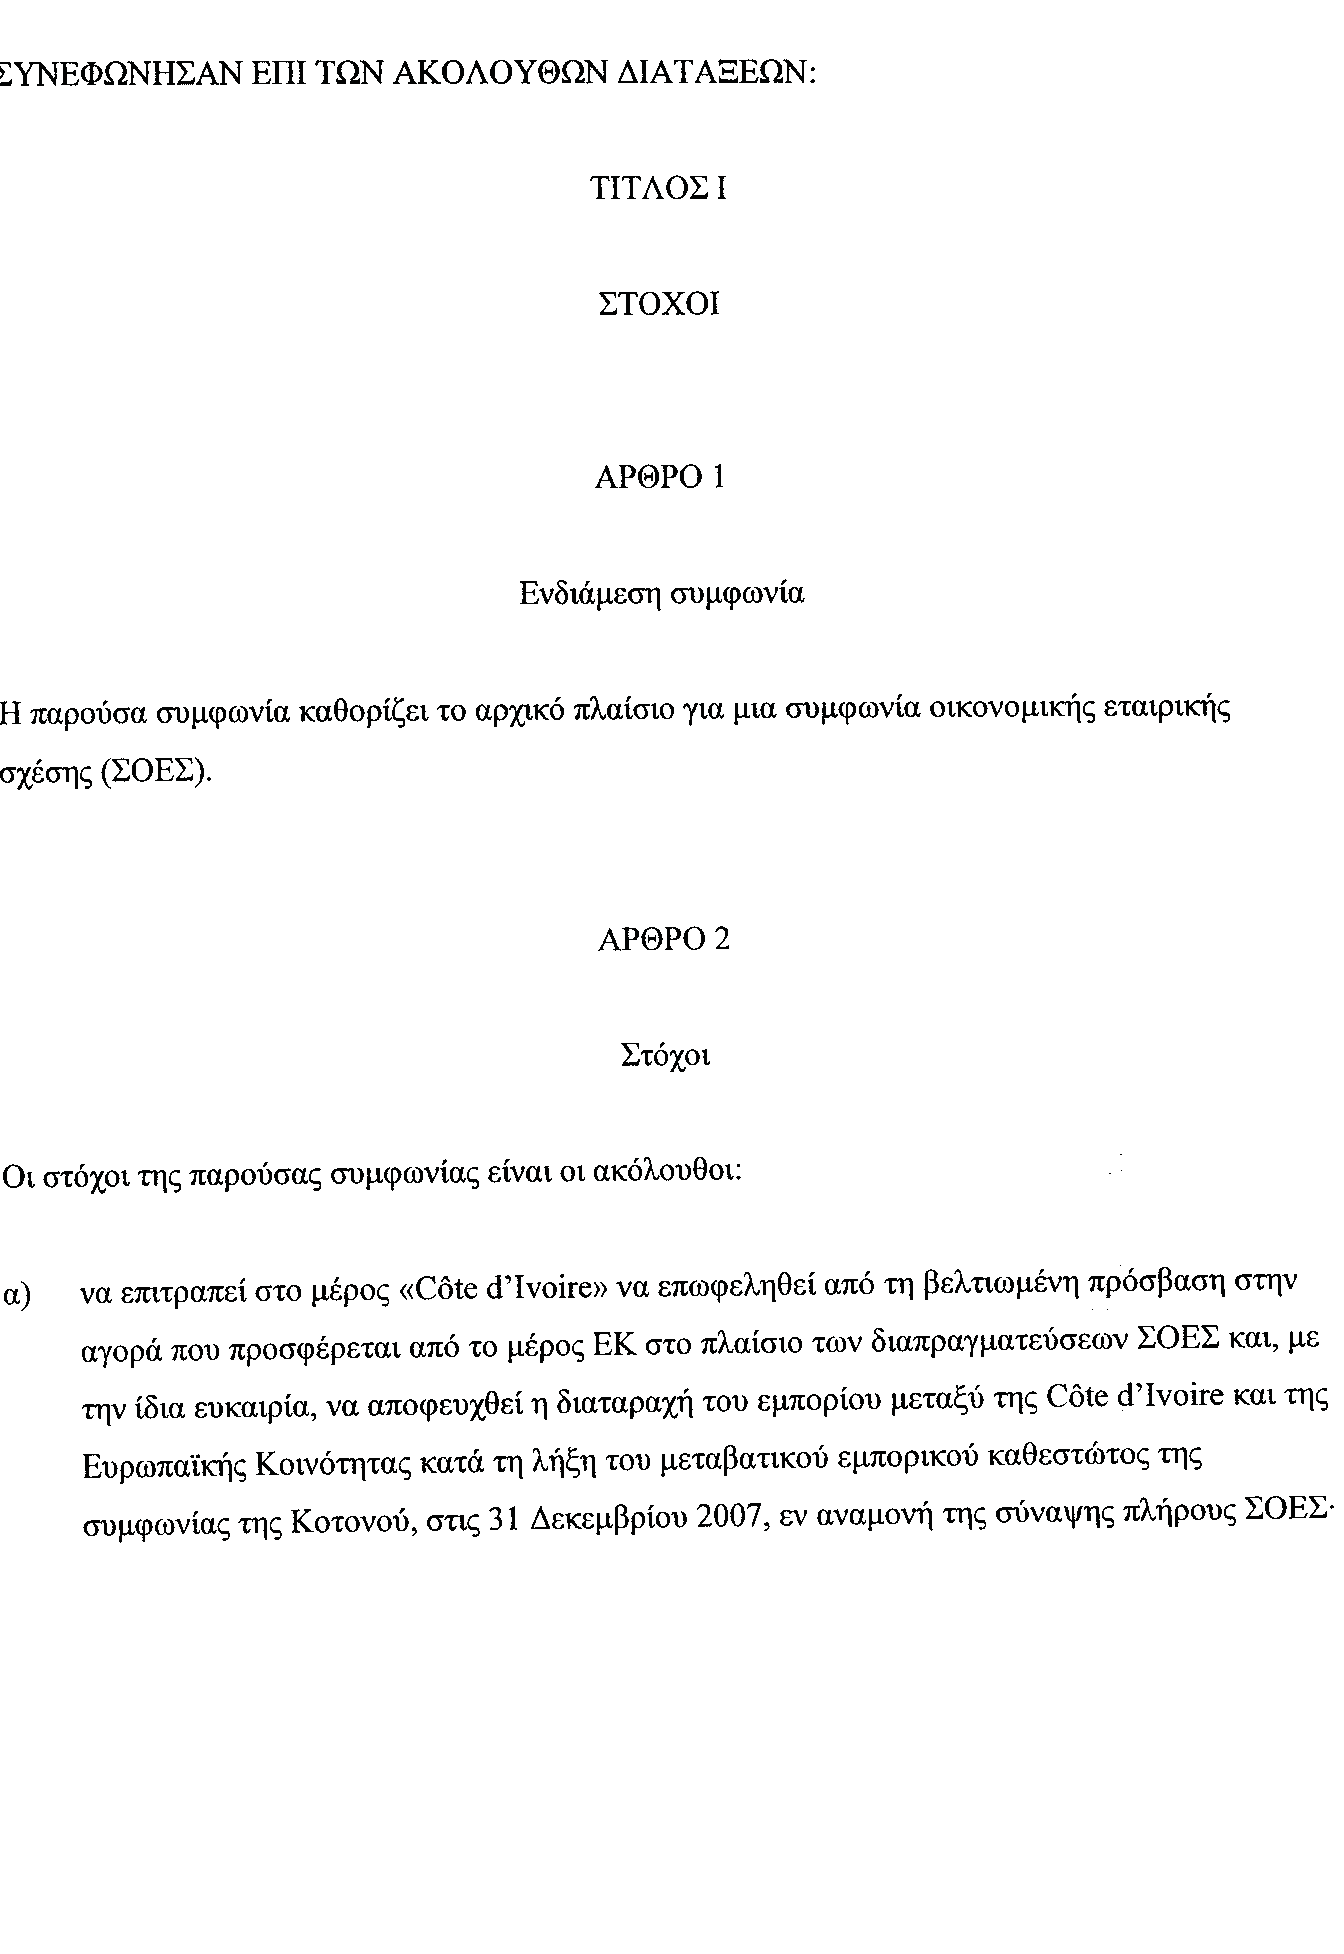 ΣΥΝΕΦΩΝΗΣΑΝ ΕΠΙ ΤΩΝ ΑΚΟΛΟΥΘΩΝ ΔΙΑΤΑΞΕΩΝ:
ΤΙΤΛΟΣ I
ΣΤΟΧΟΙ
ΑΡΘΡΟ 1
Ενδιάμεση συμφωνία
Η παρούσα συμφωνία καθορίζει το αρχικό πλαίσιο για μια συμφωνία οικονομικής εταιρικής
σχέσης (ΣΟΕΣ).
ΑΡΘΡΟ 2
Στόχοι
Οι στόχοι της παρούσας συμφωνίας είναι οι ακόλουθοι:
α) να επιτραπεί στο μέρος «Côte d’Ivoire» να επωφεληθεί από τη βελτιωμένη πρόσβαση στην
αγορά που προσφέρεται από το μέρος ΕΚ στο πλαίσιο των διαπραγματεύσεων ΣΟΕΣ και, με
την ίδια ευκαιρία, να αποφευχθεί η διαταραχή του εμπορίου μεταξύ της Côte d’Ivoire και της
Ευρωπαϊκής Κοινότητας κατά τη λήξη του μεταβατικού εμπορικού καθεστώτος της
συμφωνίας της Κοτονού, στις 31 Δεκεμβρίου 2007, εν αναμονή της σύναψης πλήρους ΣΟΕΣ·